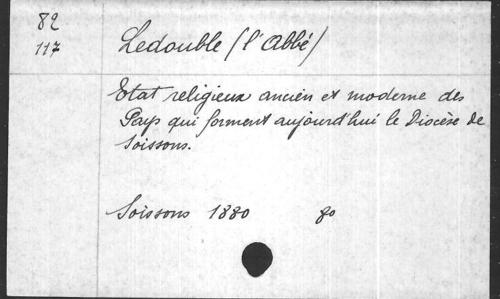 82
117
Ledouble (l'Abbé)
Etat religieux ancien et moderne des
Pays qui forment aujourd'hui le Diocèse de
Soissons.
Soissons 1880 8o